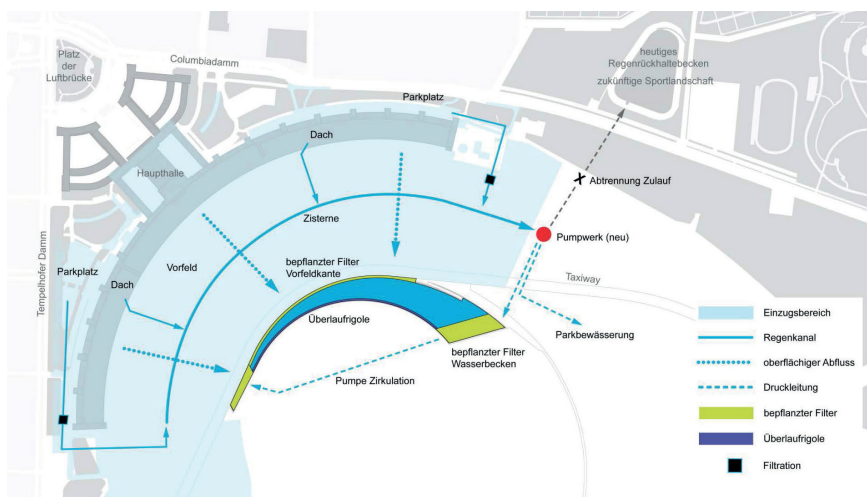 Platz
der
Luftbrücke
Columbiadamm
heutiges
Regenrückhaltebecken
zukünftige Sportlandschaft
Parkplatz
Dach
Haupthalle
Abtrennung Zulauf
Zisterne
Pumpwerk (neu)
Tempelhofer Damm
Parkplatz
Vorfeld
bepflanzter Filter
Vorfeldkante
Taxiway
Dach
Überlaufrigole
Parkbewässerung
bepflanzter Filter
Wasserbecken
Pumpe Zirkulation
Einzugsbereich
Regenkanal
oberflächiger Abfluss
Druckleitung
bepflanzter Filter
Überlaufrigole
Filtration